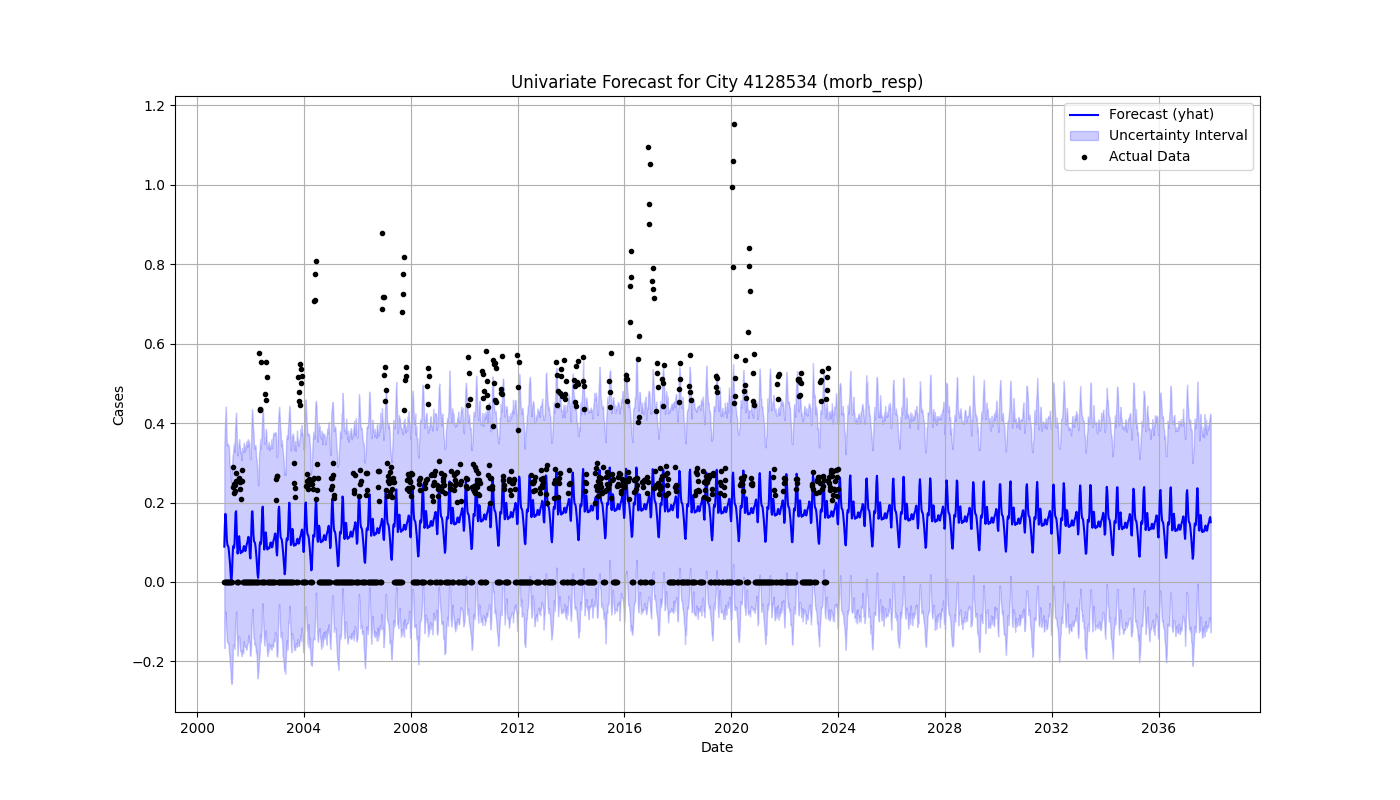 Univariate Forecast for City 4128534 (morb_resp)
Forecast (yhat)
Uncertainty Interval
Actual Data
Cases
1.2
1.0
0.8
0.6
0.4
0.2
0.0
−0.2
2000 2004 2008 2012 2016 2020 2024 2028 2032 2036
Date